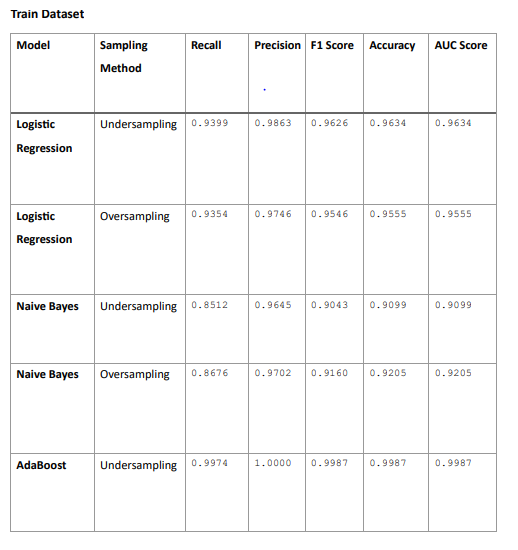 Train Dataset
Model Sampling Method Recall Precision F1 Score Accuracy AUC Score
Logistic Regression Undersampling 0.9399 0.9863 0.9626 0.9634 0.9634
Logistic Regression Oversampling 0.9354 0.9746 0.9546 0.9555 0.9555
Naive Bayes Undersampling 0.8512 0.9645 0.9043 0.9099 0.9099
Naive Bayes Oversampling 0.8676 0.9702 0.9160 0.9205 0.9205
AdaBoost Undersampling 0.9974 1.0000 0.9987 0.9987 0.9987